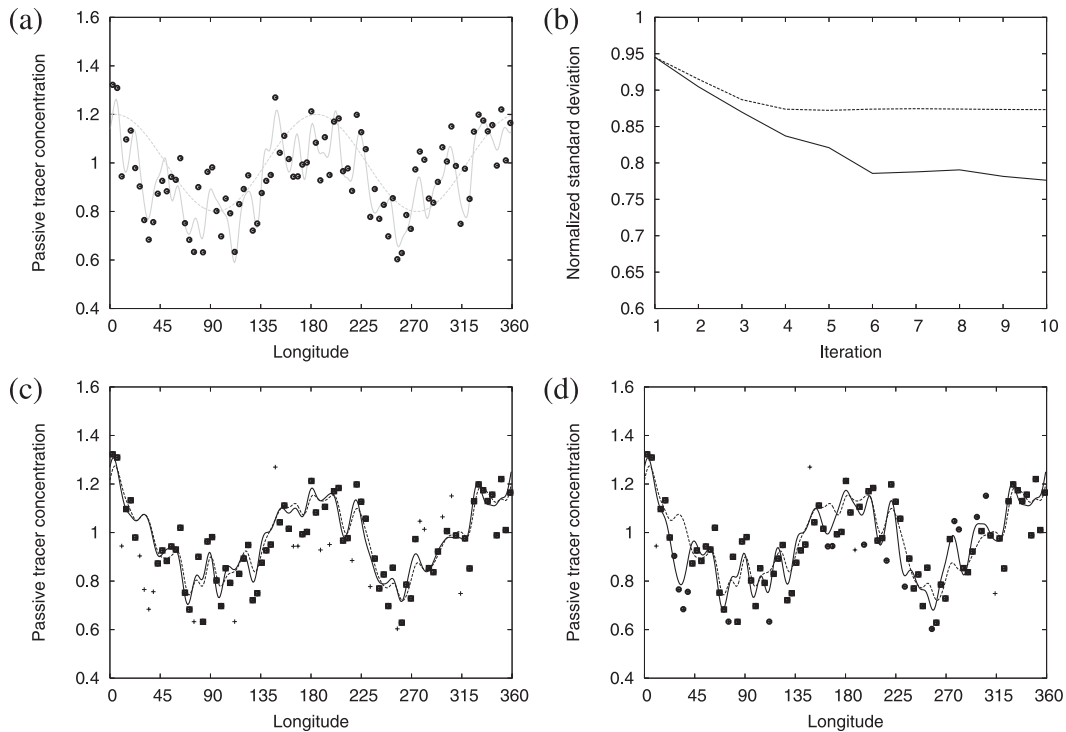 (a)
Passive tracer concentration
1.6
1.4
1.2
1
0.8
0.6
0.4
0 45 90 135 180 225 270 315 360
Longitude
(b)
Normalized standard deviation
1
0.95
0.9
0.85
0.8
0.75
0.7
0.65
0.6
1 2 3 4 5 6 7 8 9 10
Iteration
(c)
Passive tracer concentration
1.6
1.4
1.2
1
0.8
0.6
0.4
0 45 90 135 180 225 270 315 360
Longitude
(d)
Passive tracer concentration
1.6
1.4
1.2
1
0.8
0.6
0.4
0 45 90 135 180 225 270 315 360
Longitude